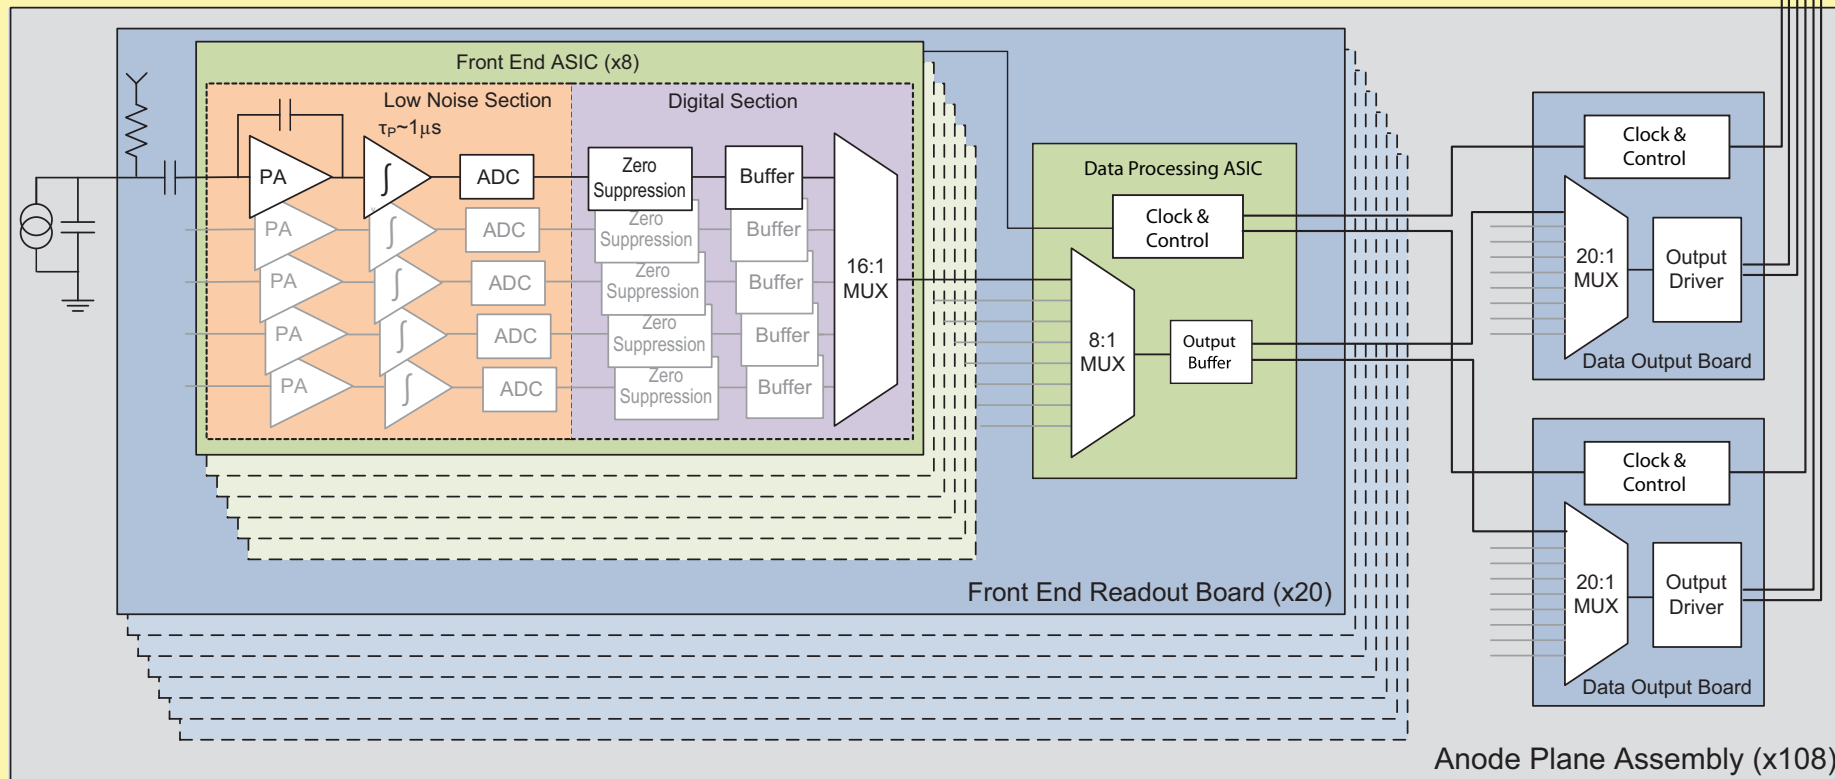 Front End ASIC (x8)
Low Noise Section
τP~1μs
Digital Section
PA
∫
ADC
Zero
Suppression
Buffer
PA
∫
ADC
Zero
Suppression
Buffer
PA
∫
ADC
Zero
Suppression
Buffer
PA
∫
ADC
Zero
Suppression
Buffer
PA
∫
ADC
Zero
Suppression
Buffer
16:1
MUX
Data Processing ASIC
Clock &
Control
8:1
MUX
Output
Buffer
Front End Readout Board (x20)
Clock &
Control
20:1
MUX
Output
Driver
Data Output Board
Clock &
Control
20:1
MUX
Output
Driver
Data Output Board
Anode Plane Assembly (x108)